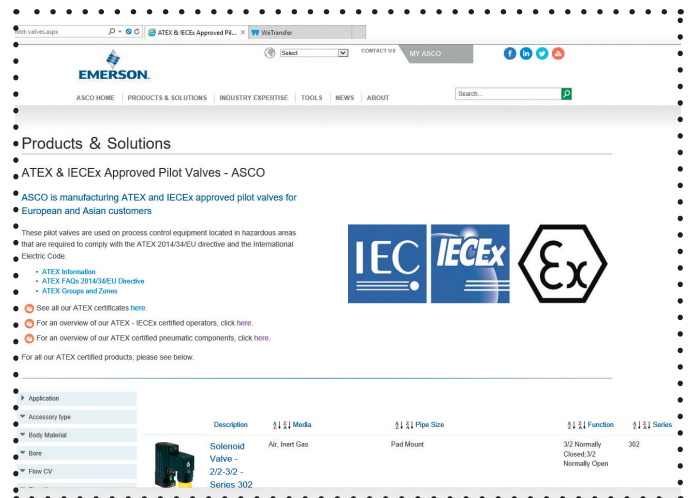 ilot-valves.aspx
ATEX & IECEx Approved Pil... ×
WeTransfer
Select
CONTACT US
MY ASCO
EMERSON.
ASCO HOME
PRODUCTS & SOLUTIONS
INDUSTRY EXPERTISE
TOOLS
NEWS
ABOUT
Search...
Products & Solutions
ATEX & IECEx Approved Pilot Valves - ASCO
ASCO is manufacturing ATEX and IECEx approved pilot valves for
European and Asian customers
These pilot valves are used on process control equipment located in hazardous areas
that are required to comply with the ATEX 2014/34/EU directive and the International
Electric Code.
• ATEX Information
• ATEX FAQs 2014/34/EU Directive
• ATEX Groups and Zones
See all our ATEX certificates here.
For an overview of our ATEX - IECEx certified operators, click here.
For an overview of our ATEX certified pneumatic components, click here.
For all our ATEX certified products, please see below.
IEC
IECEx
Ex
Application
Accessory type
Body Material
Bore
Flow CV
Description
Media
Pipe Size
Function
Series
Solenoid
Valve -
2/2-3/2 -
Series 302
Air, Inert Gas
Pad Mount
3/2 Normally
Closed;3/2
Normally Open
302